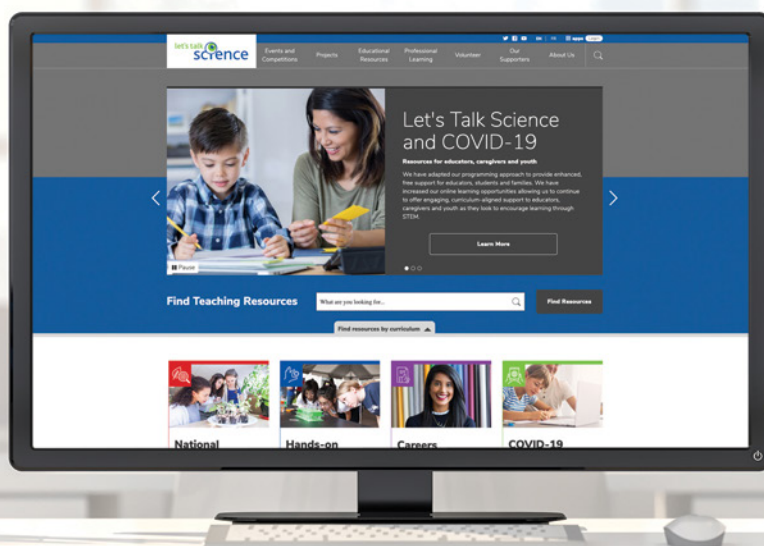 let's talk
science
EN | FR
apps
Login
Events and
Competitions
Projects
Educational
Resources
Professional
Learning
Volunteer
Our
Supporters
About Us
Let's Talk Science
and COVID-19
Resources for educators, caregivers and youth
We have adapted our programming approach to provide enhanced,
free support for educators, students and families. We have
increased our online learning opportunities allowing us to continue
to offer engaging, curriculum-aligned support to educators,
caregivers and youth as they look to encourage learning through
STEM.
Learn More
Pause
Find Teaching Resources
What are you looking for...
Find Resources
Find resources by curriculum
National
Hands-on
Careers
COVID-19